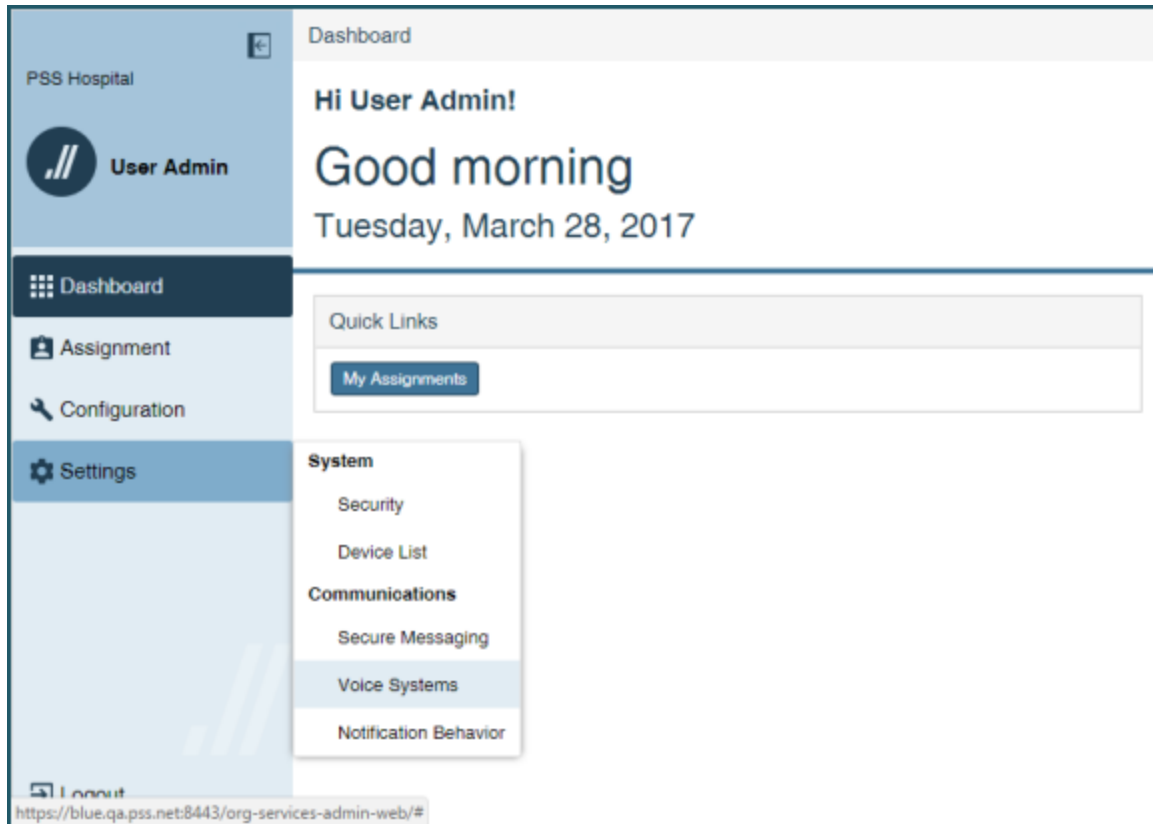 PSS Hospital
User Admin
Dashboard
Assignment
Configuration
Settings
Logout
Dashboard
Hi User Admin!
Good morning
Tuesday, March 28, 2017
Quick Links
My Assignments
System
Security
Device List
Communications
Secure Messaging
Voice Systems
Notification Behavior
https://blue.qa.pss.net:8443/org-services-admin-web/#